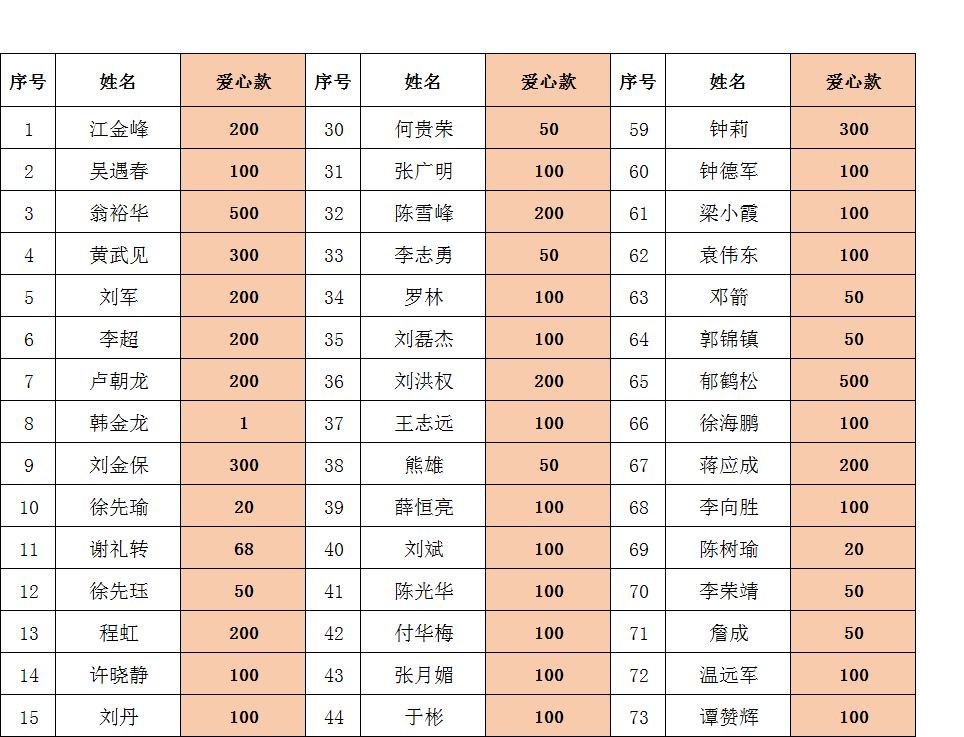 序号 姓名 爱心款 序号 姓名 爱心款 序号 姓名 爱心款
1 江金峰 200 30 何贵荣 50 59 钟莉 300
2 吴遇春 100 31 张广明 100 60 钟德军 100
3 翁裕华 500 32 陈雪峰 200 61 梁小霞 100
4 黄武见 300 33 李志勇 50 62 袁伟东 100
5 刘军 200 34 罗林 100 63 邓箭 50
6 李超 200 35 刘磊杰 100 64 郭锦镇 50
7 卢朝龙 200 36 刘洪权 200 65 郁鹤松 500
8 韩金龙 1 37 王志远 100 66 徐海鹏 100
9 刘金保 300 38 熊雄 50 67 蒋应成 200
10 徐先瑜 20 39 薛恒亮 100 68 李向胜 100
11 谢礼转 68 40 刘斌 100 69 陈树瑜 20
12 徐先珏 50 41 陈光华 100 70 李荣靖 50
13 程虹 200 42 付华梅 100 71 詹成 50
14 许晓静 100 43 张月媚 100 72 温远军 100
15 刘丹 100 44 于彬 100 73 谭赞辉 100